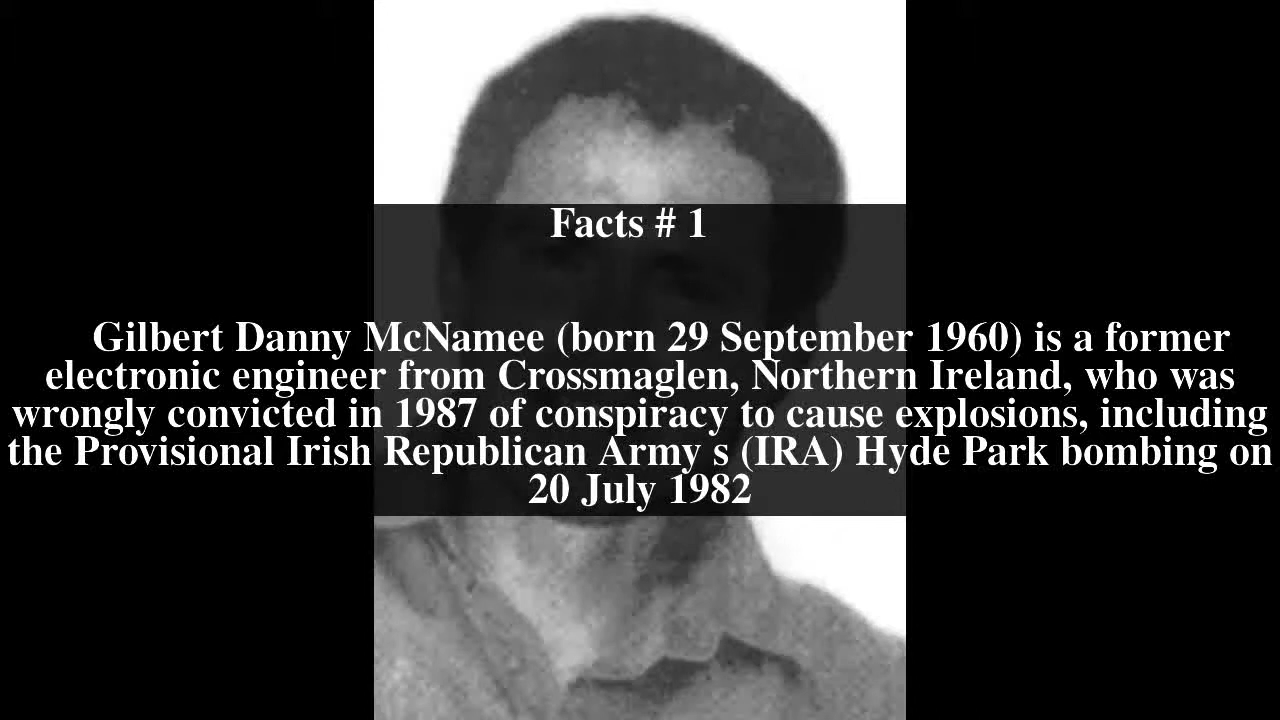 Facts # 1
Gilbert Danny McNamee (born 29 September 1960) is a former
electronic engineer from Crossmaglen, Northern Ireland, who was
wrongly convicted in 1987 of conspiracy to cause explosions, including
the Provisional Irish Republican Army s (IRA) Hyde Park bombing on
20 July 1982